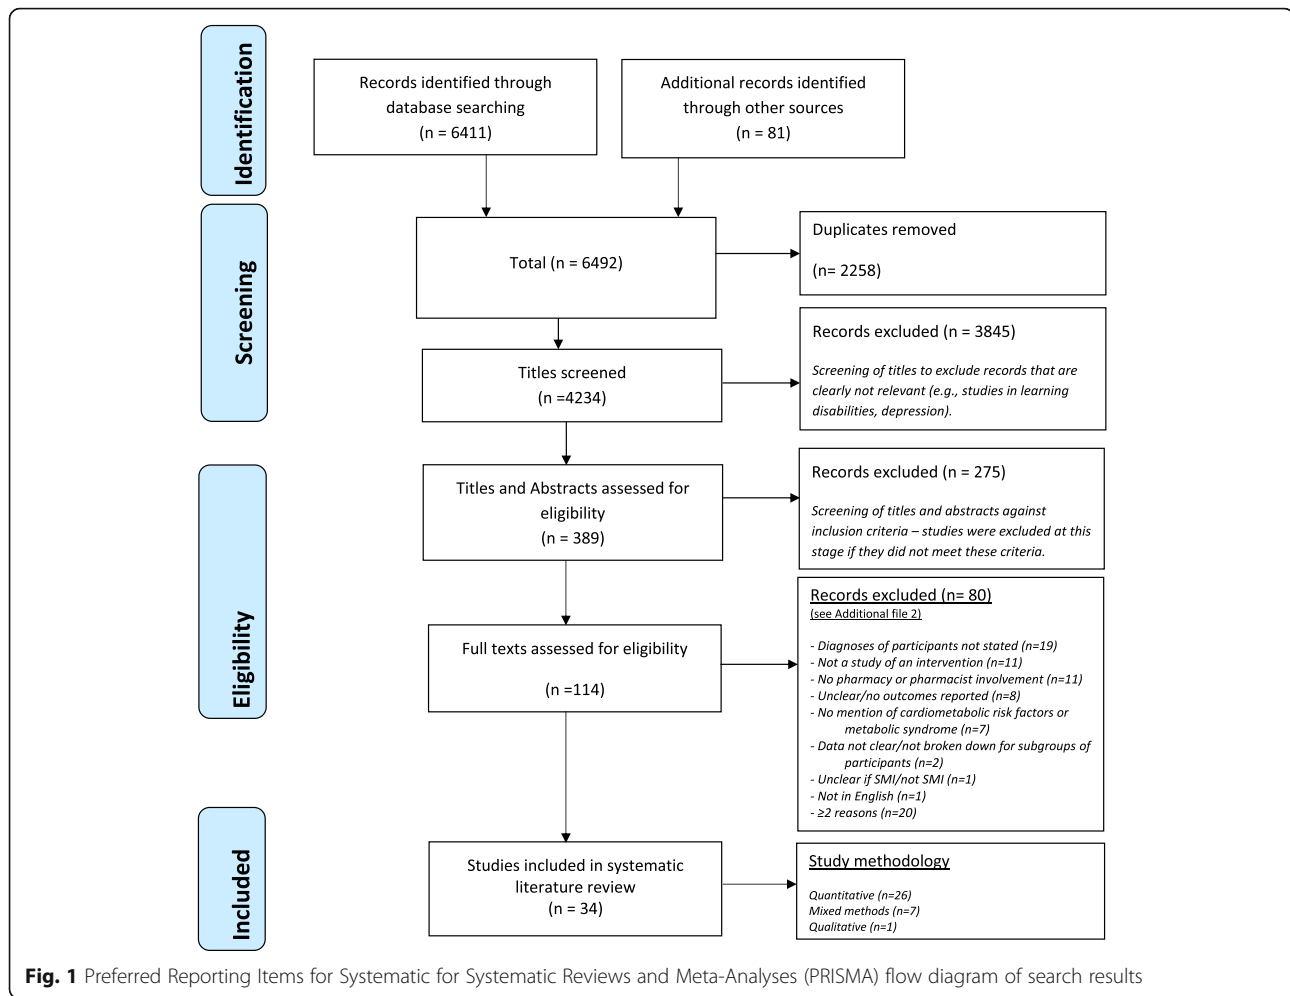 Identification
Records identified through
database searching
(n = 6411)
Additional records identified
through other sources
(n = 81)
Screening
Total (n = 6492)
Duplicates removed
(n= 2258)
Titles screened
(n =4234)
Records excluded (n = 3845)
Screening of titles to exclude records that are
clearly not relevant (e.g., studies in learning
disabilities, depression).
Eligibility
Titles and Abstracts assessed for
eligibility
(n = 389)
Records excluded (n = 275)
Screening of titles and abstracts against
inclusion criteria – studies were excluded at this
stage if they did not meet these criteria.
Full texts assessed for eligibility
(n =114)
Records excluded (n= 80)
(see Additional file 2)
- Diagnoses of participants not stated (n=19)
- Not a study of an intervention (n=11)
- No pharmacy or pharmacist involvement (n=11)
- Unclear/no outcomes reported (n=8)
- No mention of cardiometabolic risk factors or
metabolic syndrome (n=7)
- Data not clear/not broken down for subgroups of
participants (n=2)
- Unclear if SMI/not SMI (n=1)
- Not in English (n=1)
- ≥2 reasons (n=20)
Included
Studies included in systematic
literature review
(n = 34)
Study methodology
Quantitative (n=26)
Mixed methods (n=7)
Qualitative (n=1)
Fig. 1 Preferred Reporting Items for Systematic for Systematic Reviews and Meta-Analyses (PRISMA) flow diagram of search results